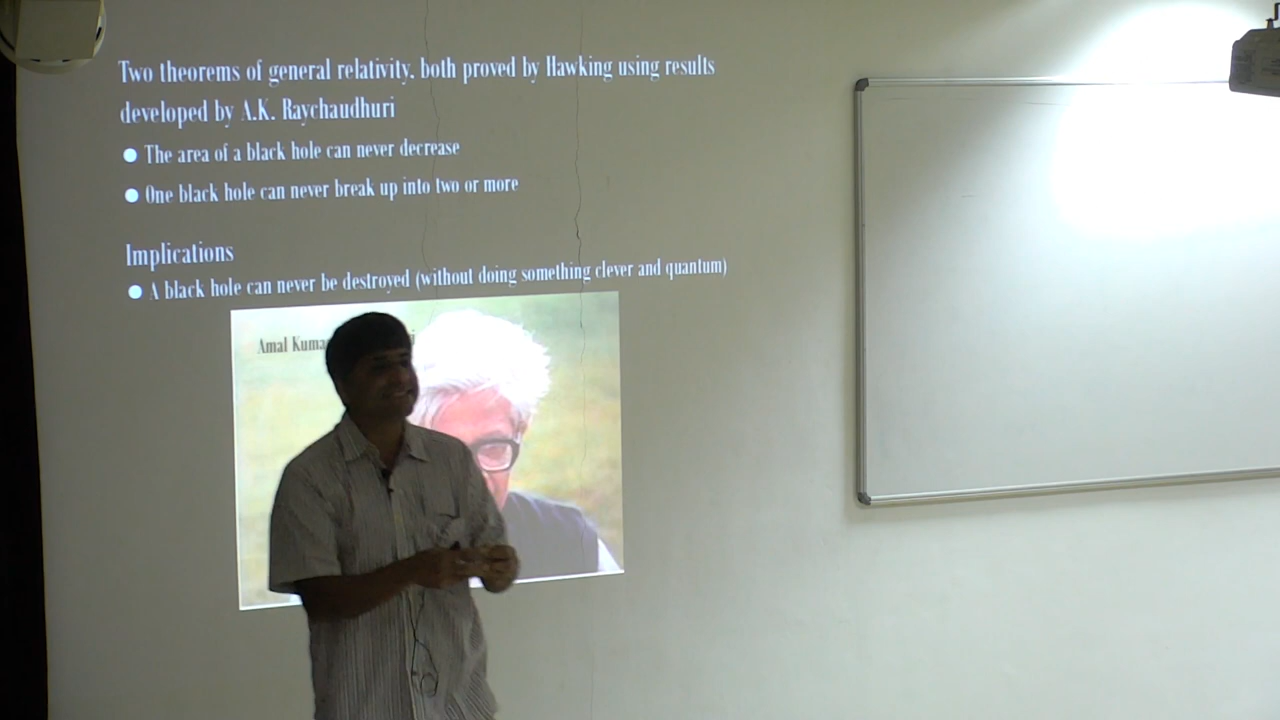 Two theorems of general relativity. both proved by Hawking using results
developed by A.K. Raychaudhuri
● The area of a black hole can never decrease
● One black hole can never break up into two or more
Implications
● A black hole can never be destroyed (without doing something clever and quantum)
Amal Kuma